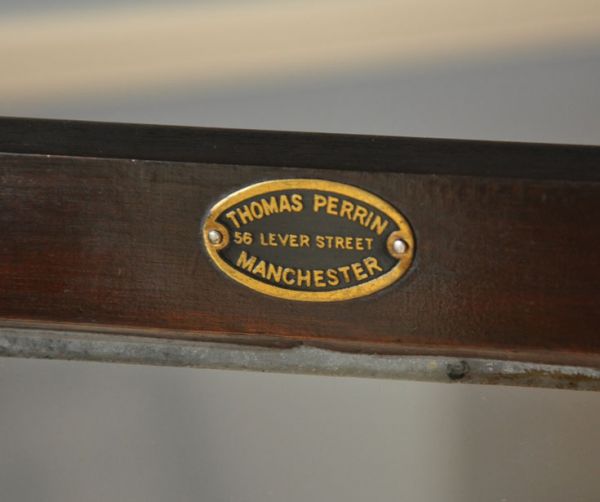 THOMAS PERRIN
56 LEVER STREET
MANCHESTER